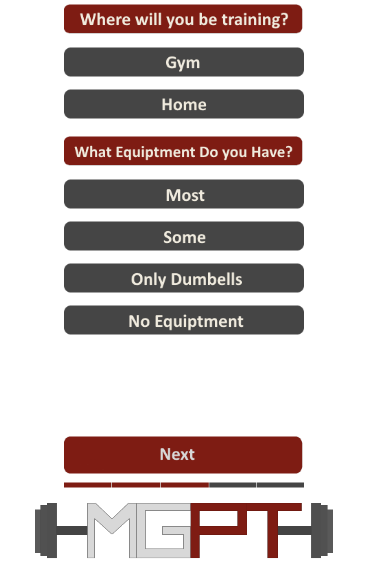 Where will you be training?
Gym
Home
What Equiptment Do you Have?
Most
Some
Only Dumbells
No Equiptment
Next
MGPT